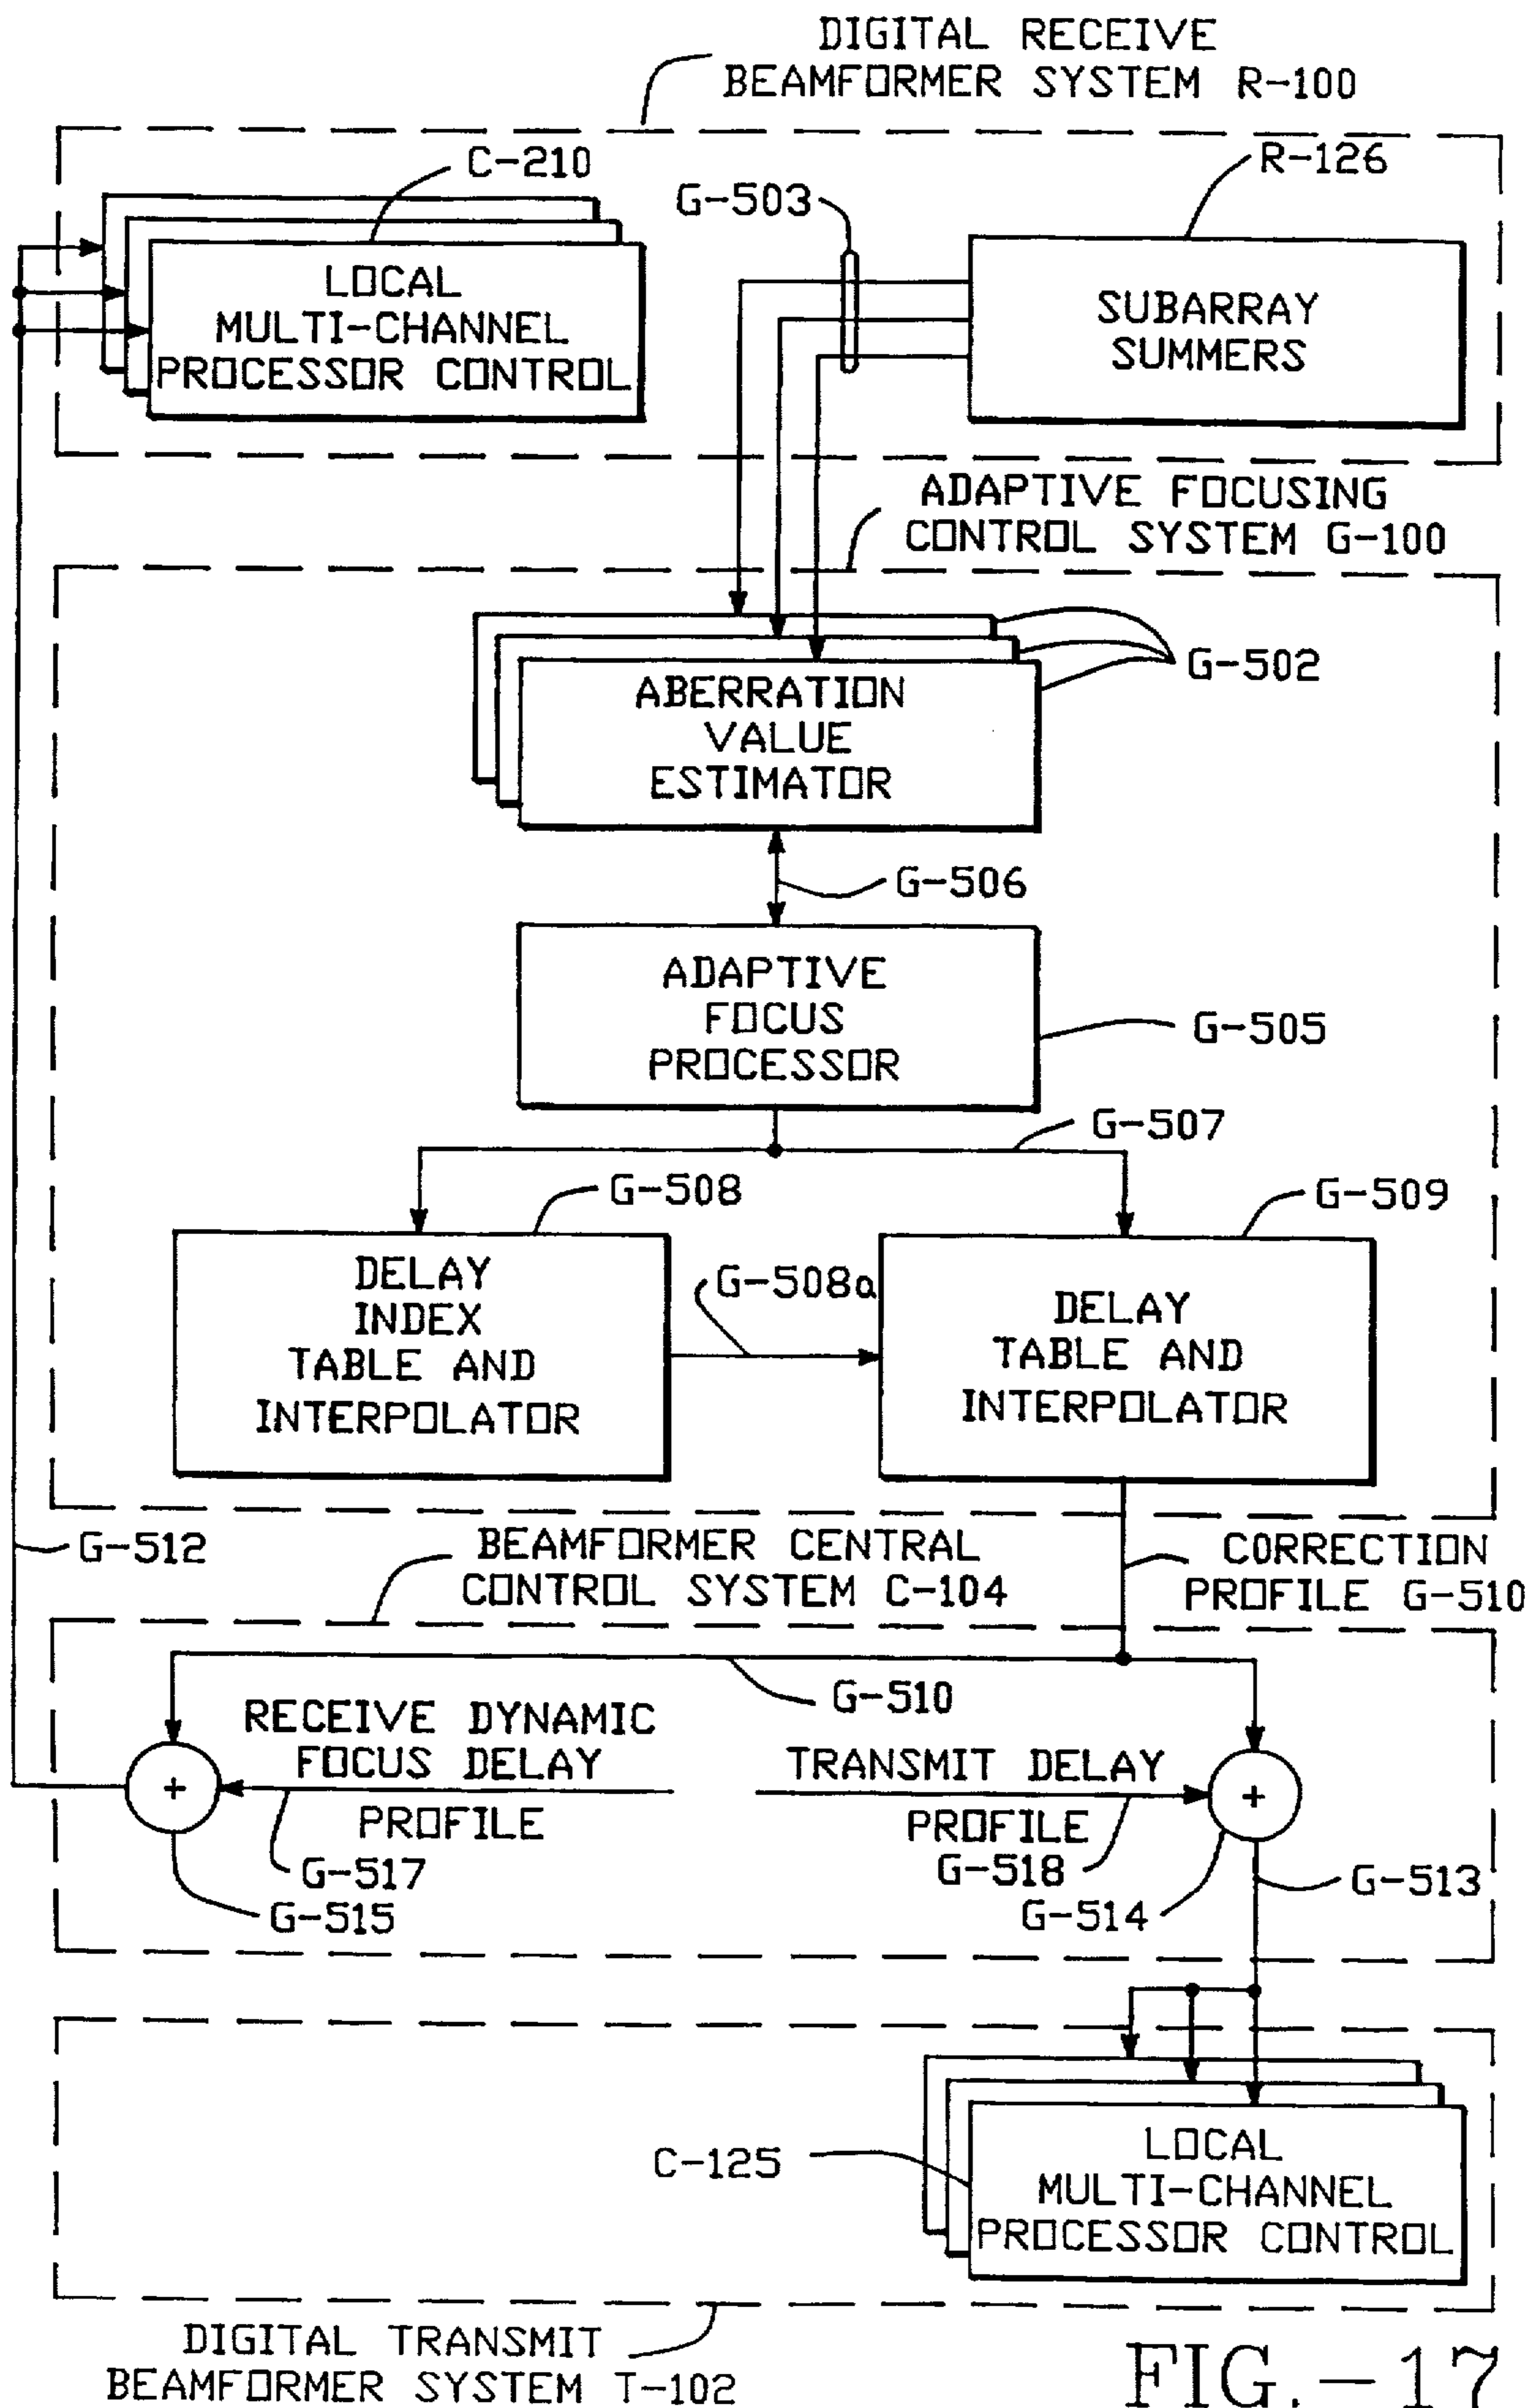 DIGITAL RECEIVE
BEAMFORMER SYSTEM R-100
C-210
R-126
G-503
LOCAL
MULTI-CHANNEL
PROCESSOR CONTROL
SUBARRAY
SUMMERS
ADAPTIVE FOCUSING
CONTROL SYSTEM G-100
G-502
ABERRATION
VALUE
ESTIMATOR
G-506
ADAPTIVE
FOCUS
PROCESSOR
G-505
G-507
G-508
G-509
DELAY
INDEX
TABLE AND
INTERPOLATOR
G-508a
DELAY
TABLE AND
INTERPOLATOR
G-512
BEAMFORMER CENTRAL
CONTROL SYSTEM C-104
CORRECTION
PROFILE G-510
G-510
RECEIVE DYNAMIC
FOCUS DELAY
PROFILE
TRANSMIT DELAY
PROFILE
+
+
G-517
G-518
G-513
G-515
G-514
C-125
LOCAL
MULTI-CHANNEL
PROCESSOR CONTROL
DIGITAL TRANSMIT
BEAMFORMER SYSTEM T-102
FIG.-17